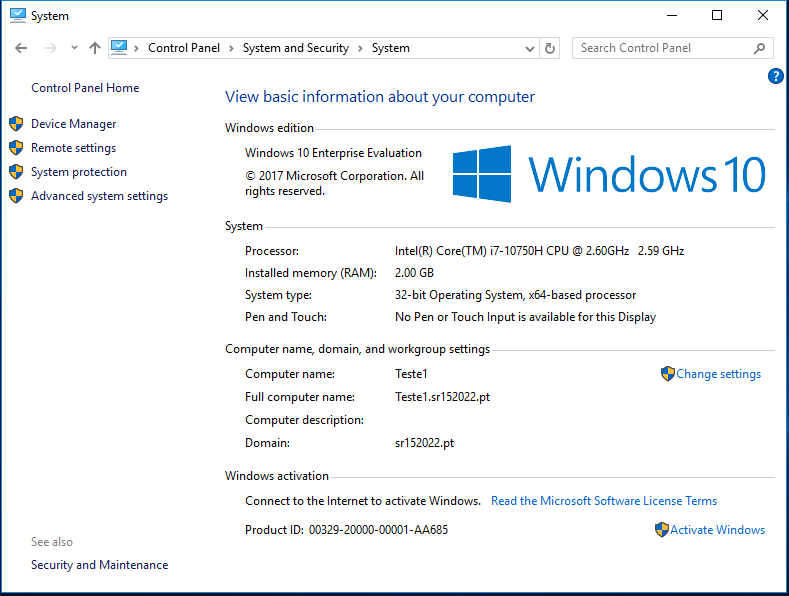 System
Control Panel > System and Security > System
Search Control Panel
?
Control Panel Home
Device Manager
Remote settings
System protection
Advanced system settings
See also
Security and Maintenance
View basic information about your computer
Windows edition
Windows 10 Enterprise Evaluation
© 2017 Microsoft Corporation. All
rights reserved.
Windows 10
System
Processor: Intel(R) Core(TM) i7-10750H CPU @ 2.60GHz 2.59 GHz
Installed memory (RAM): 2.00 GB
System type: 32-bit Operating System, x64-based processor
Pen and Touch: No Pen or Touch Input is available for this Display
Computer name, domain, and workgroup settings
Computer name: Teste1
Change settings
Full computer name: Teste1.sr152022.pt
Computer description:
Domain: sr152022.pt
Windows activation
Connect to the Internet to activate Windows. Read the Microsoft Software License Terms
Product ID: 00329-20000-00001-AA685
Activate Windows